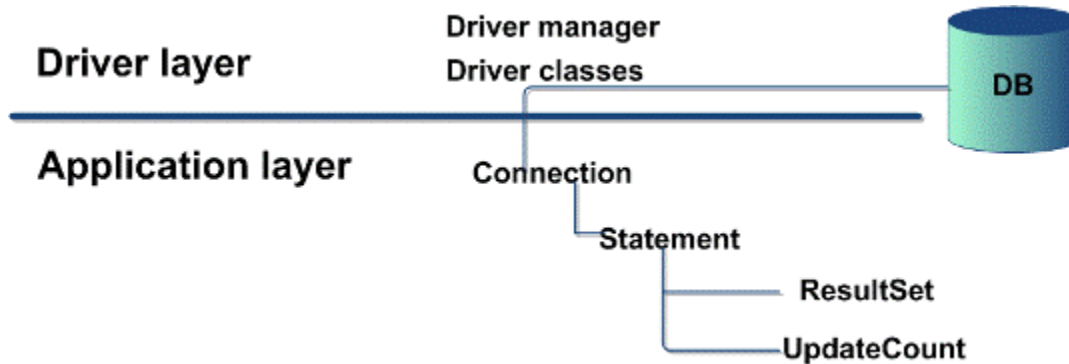 Driver manager
Driver layer
Driver classes
DB
Application layer
Connection
Statement
ResultSet
UpdateCount